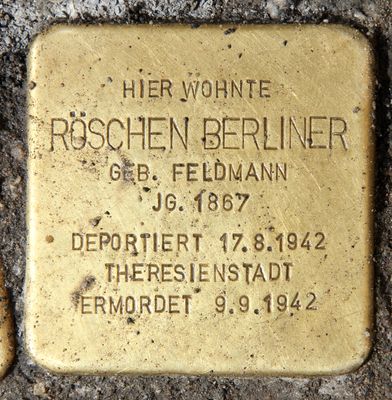 HIER WOHNTE
RÖSCHEN BERLINER
GEB. FELDMANN
JG. 1867
DEPORTIERT 17.8.1942
THERESIENSTADT
ERMORDET 9.9.1942